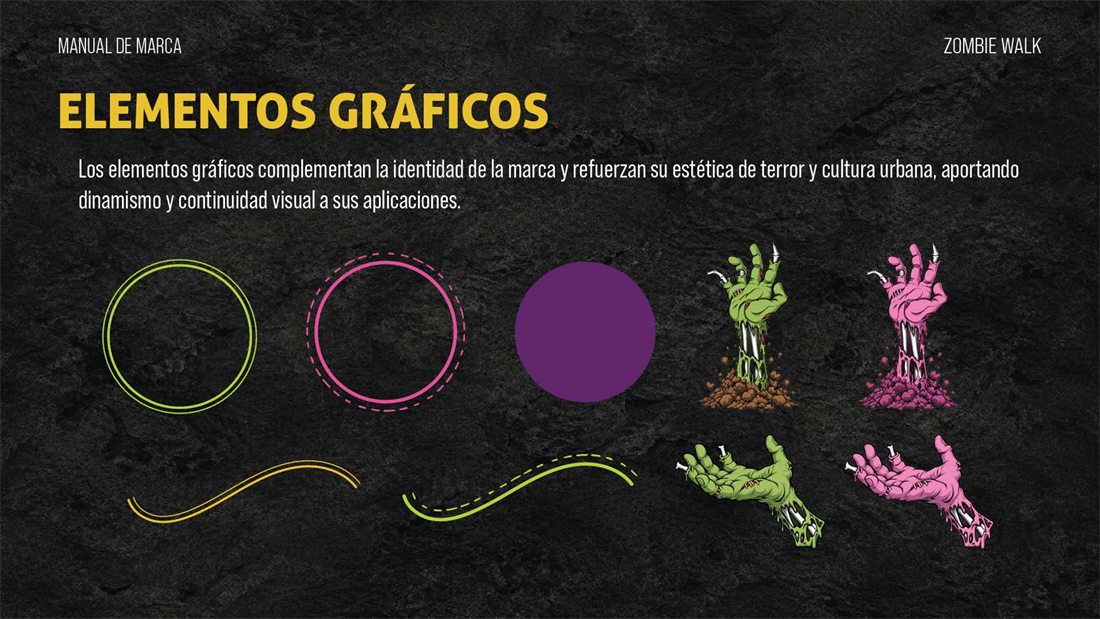 MANUAL DE MARCA
ZOMBIE WALK
ELEMENTOS GRÁFICOS
Los elementos gráficos complementan la identidad de la marca y refuerzan su estética de terror y cultura urbana, aportando
dinamismo y continuidad visual a sus aplicaciones.